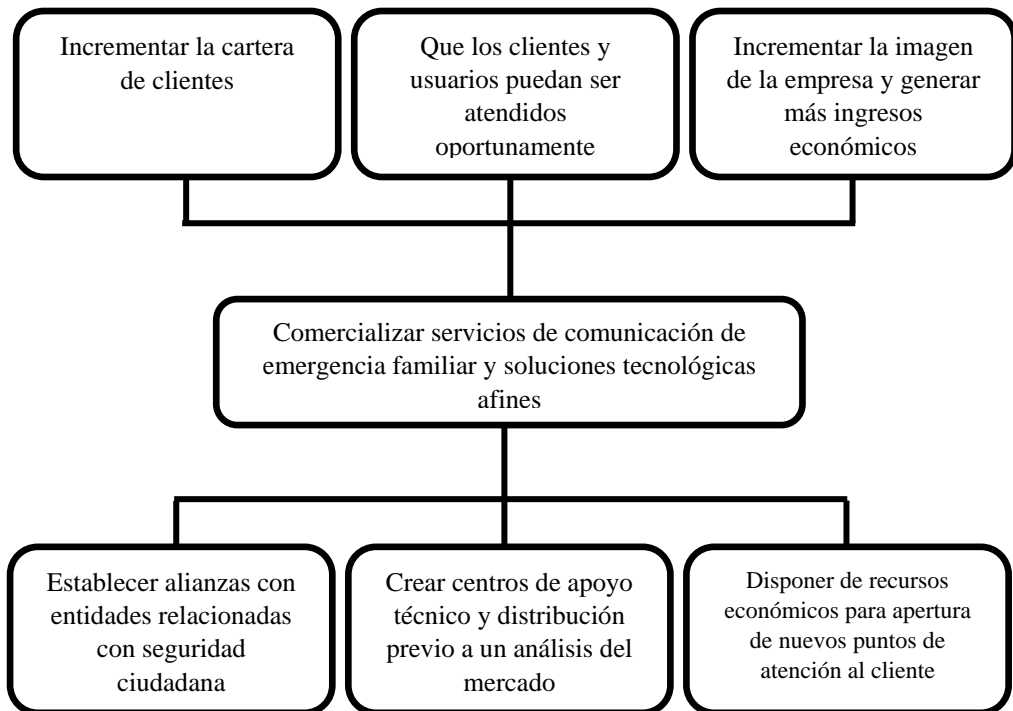 Incrementar la cartera
de clientes
Que los clientes y
usuarios puedan ser
atendidos
oportunamente
Incrementar la imagen
de la empresa y generar
más ingresos
económicos
Comercializar servicios de comunicación de
emergencia familiar y soluciones tecnológicas
afines
Establecer alianzas con
entidades relacionadas
con seguridad
ciudadana
Crear centros de apoyo
técnico y distribución
previo a un análisis del
mercado
Disponer de recursos
económicos para apertura
de nuevos puntos de
atención al cliente